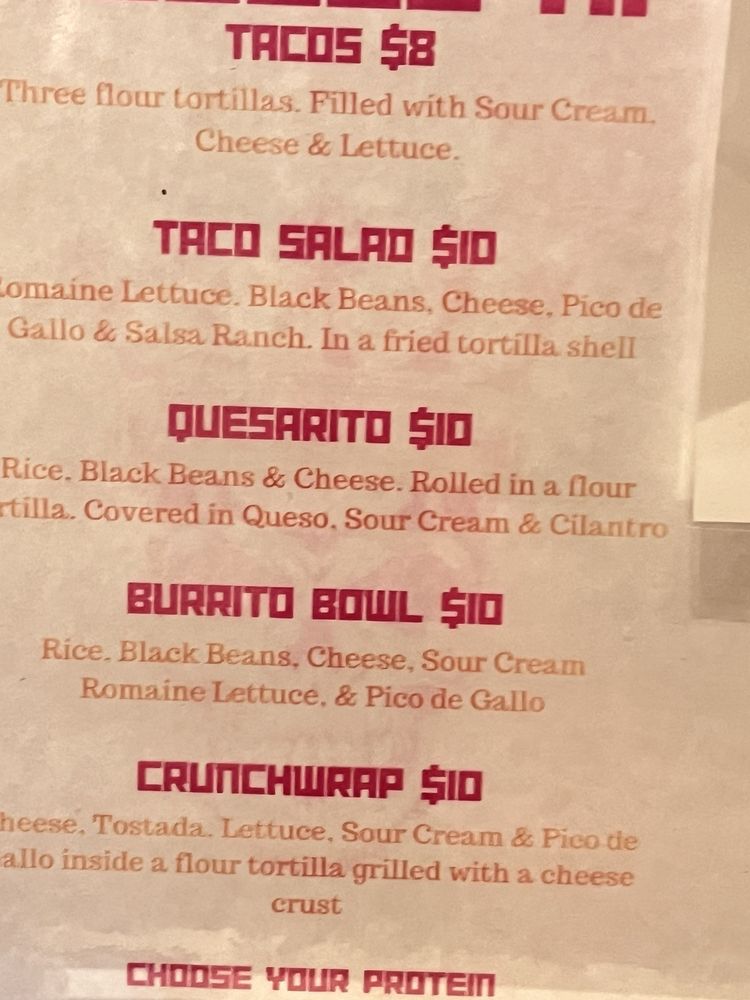 TACOS $8
Three flour tortillas. Filled with Sour Cream,
Cheese & Lettuce.
TACO SALAD $10
Romaine Lettuce. Black Beans, Cheese, Pico de
Gallo & Salsa Ranch. In a fried tortilla shell
QUESARITO $10
Rice. Black Beans & Cheese. Rolled in a flour
rtilla. Covered in Queso, Sour Cream & Cilantro
BURRITO BOWL $10
Rice. Black Beans, Cheese, Sour Cream
Romaine Lettuce, & Pico de Gallo
CRUNCHWRAP $10
heese, Tostada. Lettuce, Sour Cream & Pico de
allo inside a flour tortilla grilled with a cheese
crust
CHOOSE YOUR PROTEIN